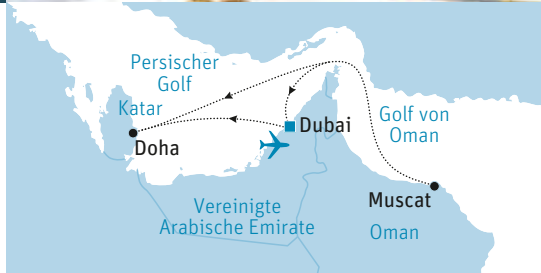 Persischer
Golf
Katar
Doha
Dubai
Golf von
Oman
Muscat
Vereinigte
Arabische Emirate
Oman